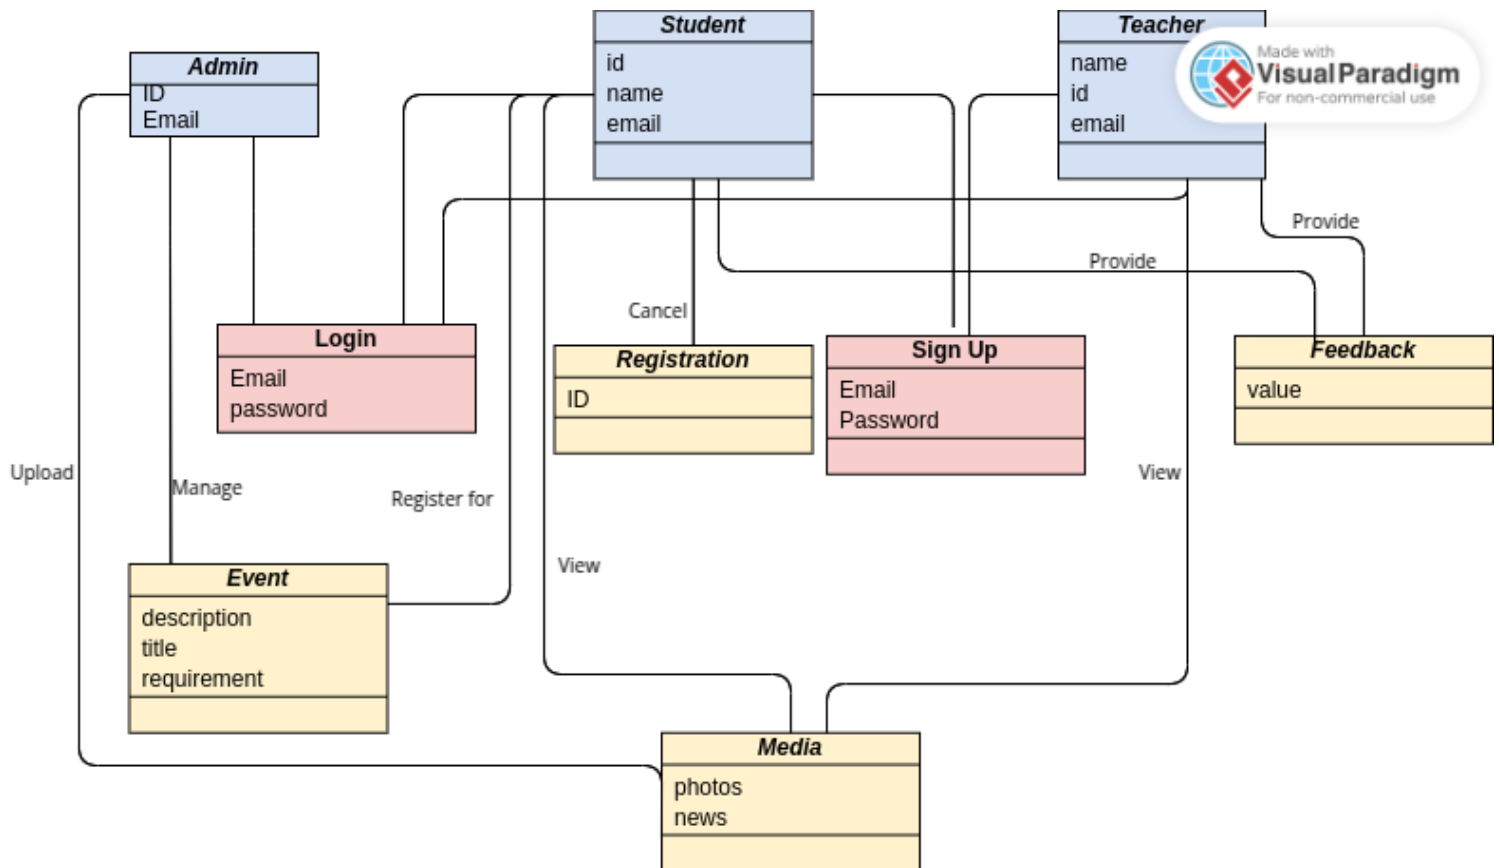 Admin
ID
Email
Student
id
name
email
Teacher
name
id
email
Made with
Visual Paradigm
For non-commercial use
Provide
Provide
Cancel
Login
Email
password
Registration
ID
Sign Up
Email
Password
Feedback
value
Upload
Manage
Register for
View
View
Event
description
title
requirement
Media
photos
news